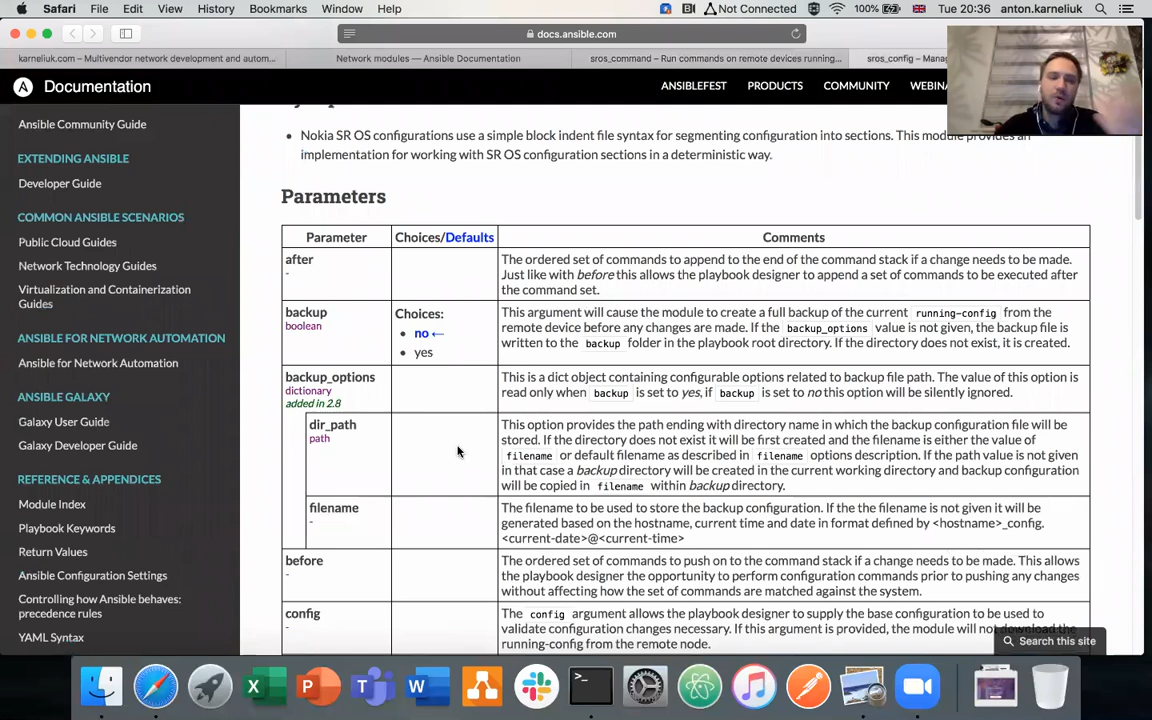 Safari File Edit View History Bookmarks Window Help Not Connected 100% Tue 20:36 anton.karneliuk
docs.ansible.com
karneliuk.com – Multivendor network development and autom...
Network modules — Ansible Documentation
sros_command – Run commands on remote devices running...
sros_config – Mana
A Documentation
ANSIBLEFEST PRODUCTS COMMUNITY WEBIN
Ansible Community Guide
EXTENDING ANSIBLE
Developer Guide
COMMON ANSIBLE SCENARIOS
Public Cloud Guides
Network Technology Guides
Virtualization and Containerization
Guides
ANSIBLE FOR NETWORK AUTOMATION
Ansible for Network Automation
ANSIBLE GALAXY
Galaxy User Guide
Galaxy Developer Guide
REFERENCE & APPENDICES
Module Index
Playbook Keywords
Return Values
Ansible Configuration Settings
Controlling how Ansible behaves:
precedence rules
YAML Syntax
Nokia SR OS configurations use a simple block indent file syntax for segmenting configuration into sections. This module provides an
implementation for working with SR OS configuration sections in a deterministic way.
Parameters
Parameter Choices/Defaults Comments
after
-
The ordered set of commands to append to the end of the command stack if a change needs to be made.
Just like with before this allows the playbook designer to append a set of commands to be executed after
the command set.
backup
boolean
Choices:
• no ←
• yes
This argument will cause the module to create a full backup of the current running-config from the
remote device before any changes are made. If the backup_options value is not given, the backup file is
written to the backup folder in the playbook root directory. If the directory does not exist, it is created.
backup_options
dictionary
added in 2.8
This is a dict object containing configurable options related to backup file path. The value of this option is
read only when backup is set to yes, if backup is set to no this option will be silently ignored.
dir_path
path
This option provides the path ending with directory name in which the backup configuration file will be
stored. If the directory does not exist it will be first created and the filename is either the value of
filename or default filename as described in filename options description. If the path value is not given
in that case a backup directory will be created in the current working directory and backup configuration
will be copied in filename within backup directory.
filename
-
The filename to be used to store the backup configuration. If the the filename is not given it will be
generated based on the hostname, current time and date in format defined by <hostname>_config.
<current-date>@<current-time>
before
-
The ordered set of commands to push on to the command stack if a change needs to be made. This allows
the playbook designer the opportunity to perform configuration commands prior to pushing any changes
without affecting how the set of commands are matched against the system.
config
-
The config argument allows the playbook designer to supply the base configuration to be used to
validate configuration changes necessary. If this argument is provided, the module will not download the
running-config from the remote node.
Search this site